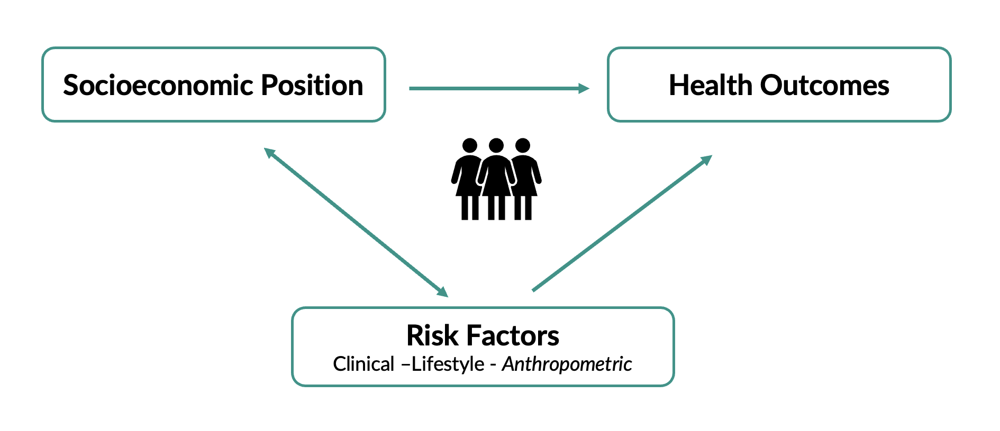 Socioeconomic Position
Health Outcomes
Risk Factors
Clinical –Lifestyle - Anthropometric